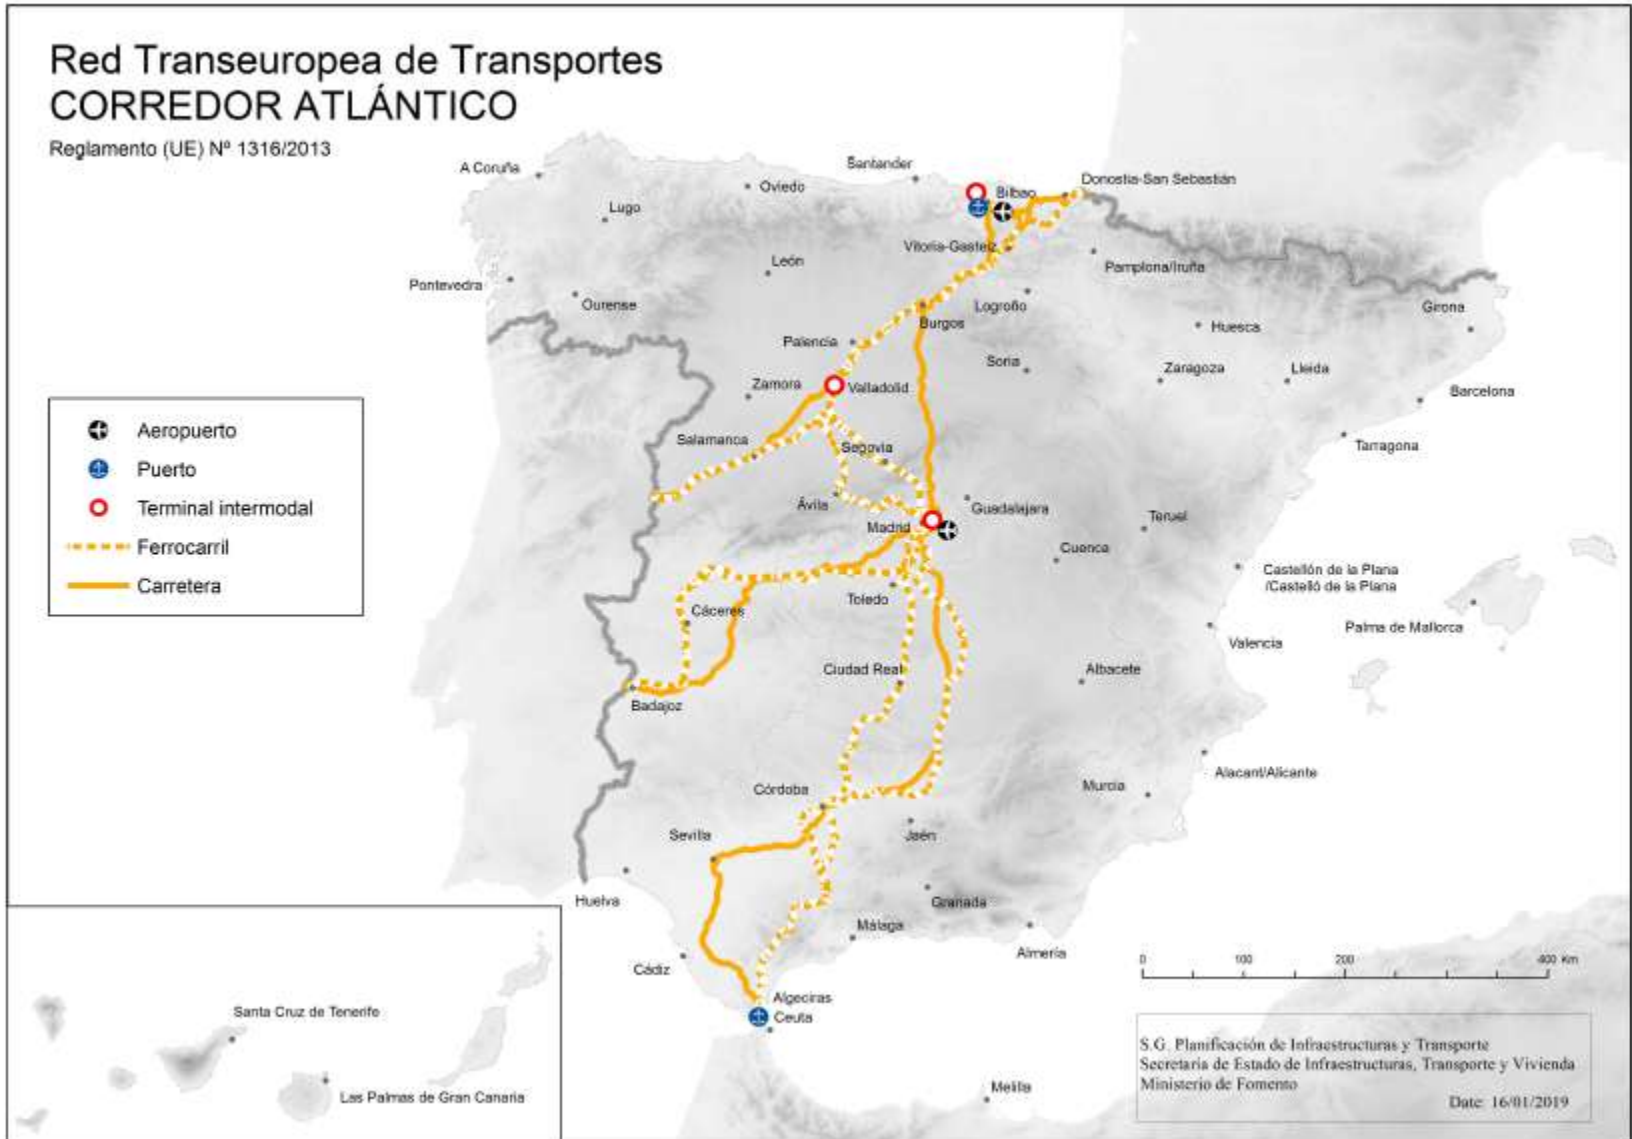 Red Transeuropea de Transportes
CORREDOR ATLÁNTICO
Reglamento (UE) Nº 1316/2013
A Coruña
Santander
Donostia-San Sebastián
Oviedo
Bilbao
Lugo
Vitoria-Gasteiz
León
Pamplona/Iruña
Pontevedra
Ourense
Logroño
Girona
Burgos
Huesca
Palencia
Soria
Zaragoza
Lleida
Zamora
Valladolid
Barcelona
Aeropuerto
Salamanca
Segovia
Tarragona
Puerto
Terminal intermodal
Ávila
Guadalajara
Madrid
Teruel
Ferrocarril
Cuenca
Castellón de la Plana
/Castelló de la Plana
Carretera
Toledo
Cáceres
Palma de Mallorca
Valencia
Ciudad Real
Albacete
Badajoz
Alacant/Alicante
Córdoba
Murcia
Sevilla
Jaén
Huelva
Granada
Málaga
Almería
0 100 200 400 Km
Cádiz
Algeciras
Ceuta
Santa Cruz de Tenerife
Las Palmas de Gran Canaria
Melilla
S.G. Planificación de Infraestructuras y Transporte
Secretaría de Estado de Infraestructuras, Transporte y Vivienda
Ministerio de Fomento
Date: 16/01/2019